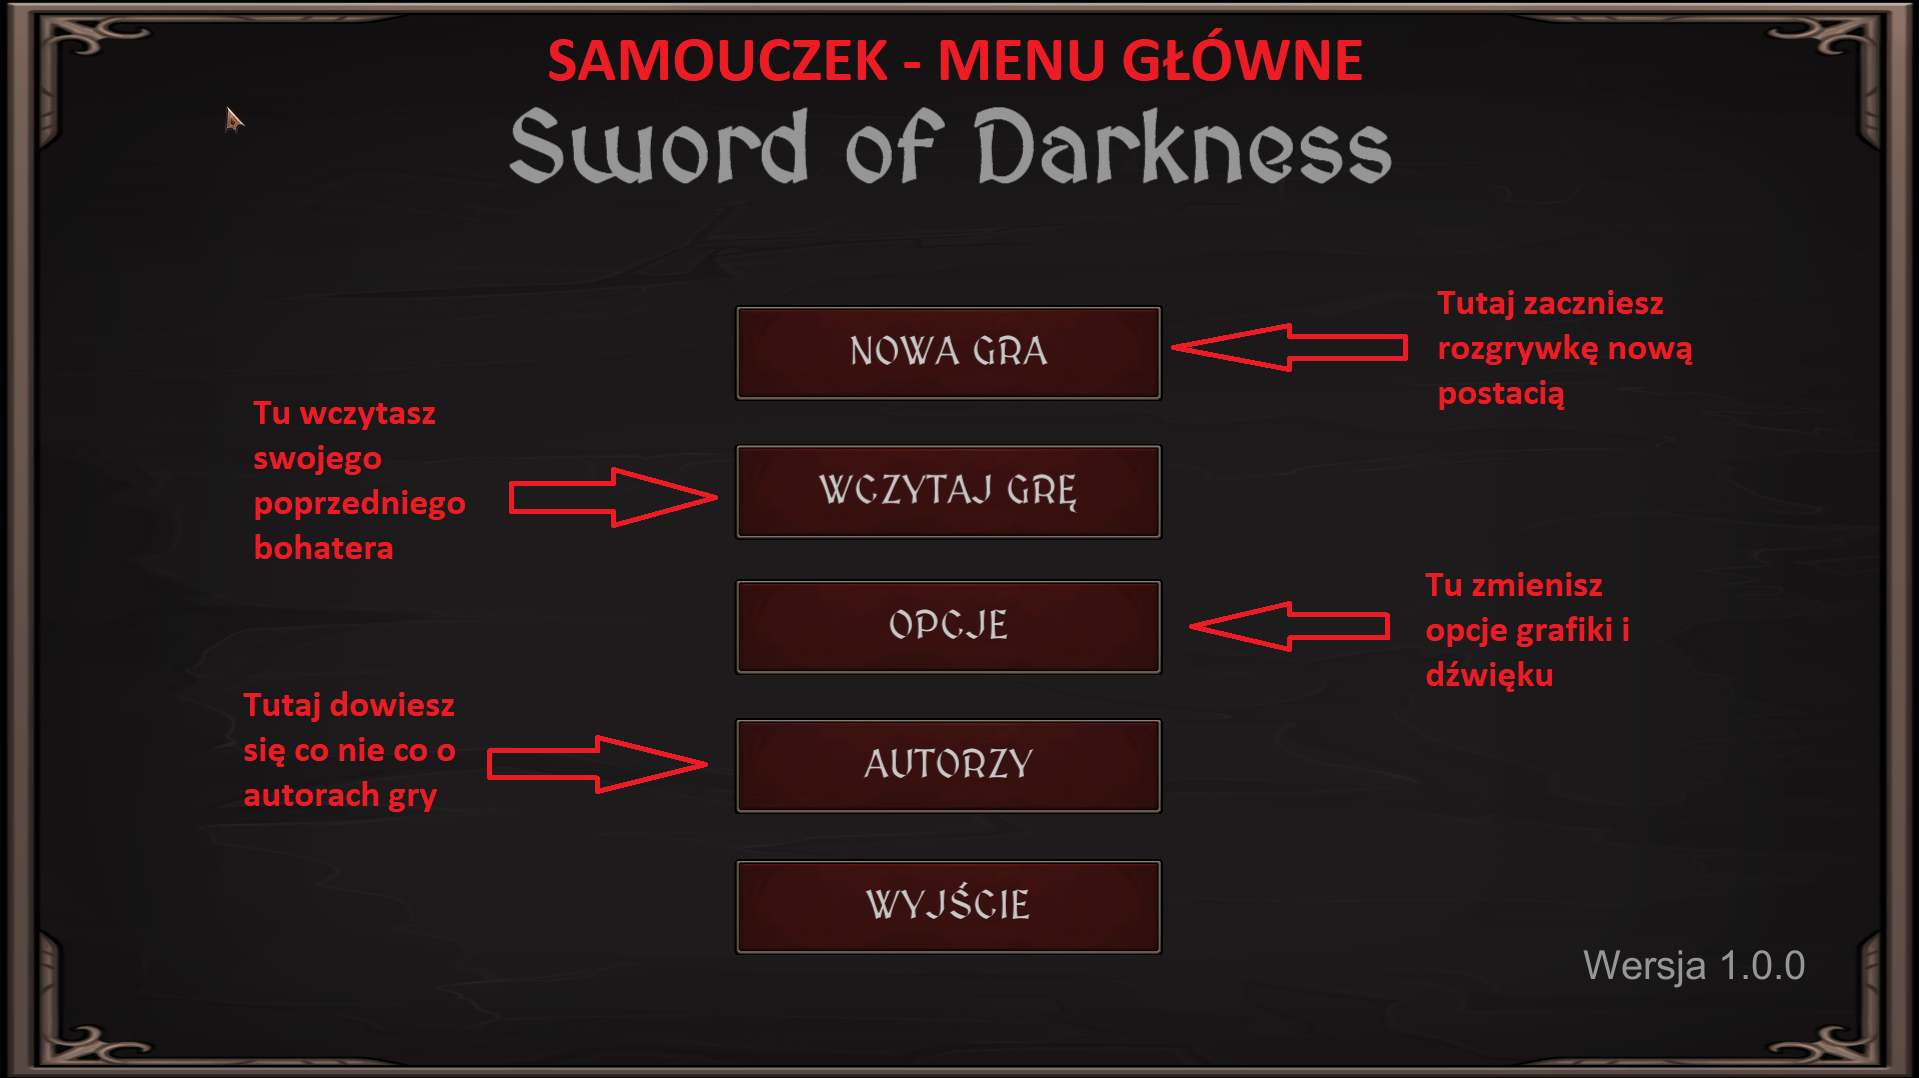 SAMOUCZEK - MENU GŁÓWNE
Sword of Darkness
NOWA GRA
Tutaj zaczniesz
rozgrywkę nową
postacią
Tu wczytasz
swojego
poprzedniego
bohatera
WCZYTAJ GRĘ
OPCJE
Tu zmienisz
opcje grafiki i
dźwięku
Tutaj dowiesz
się co nie co o
autorach gry
AUTORZY
WYJŚCIE
Wersja 1.0.0